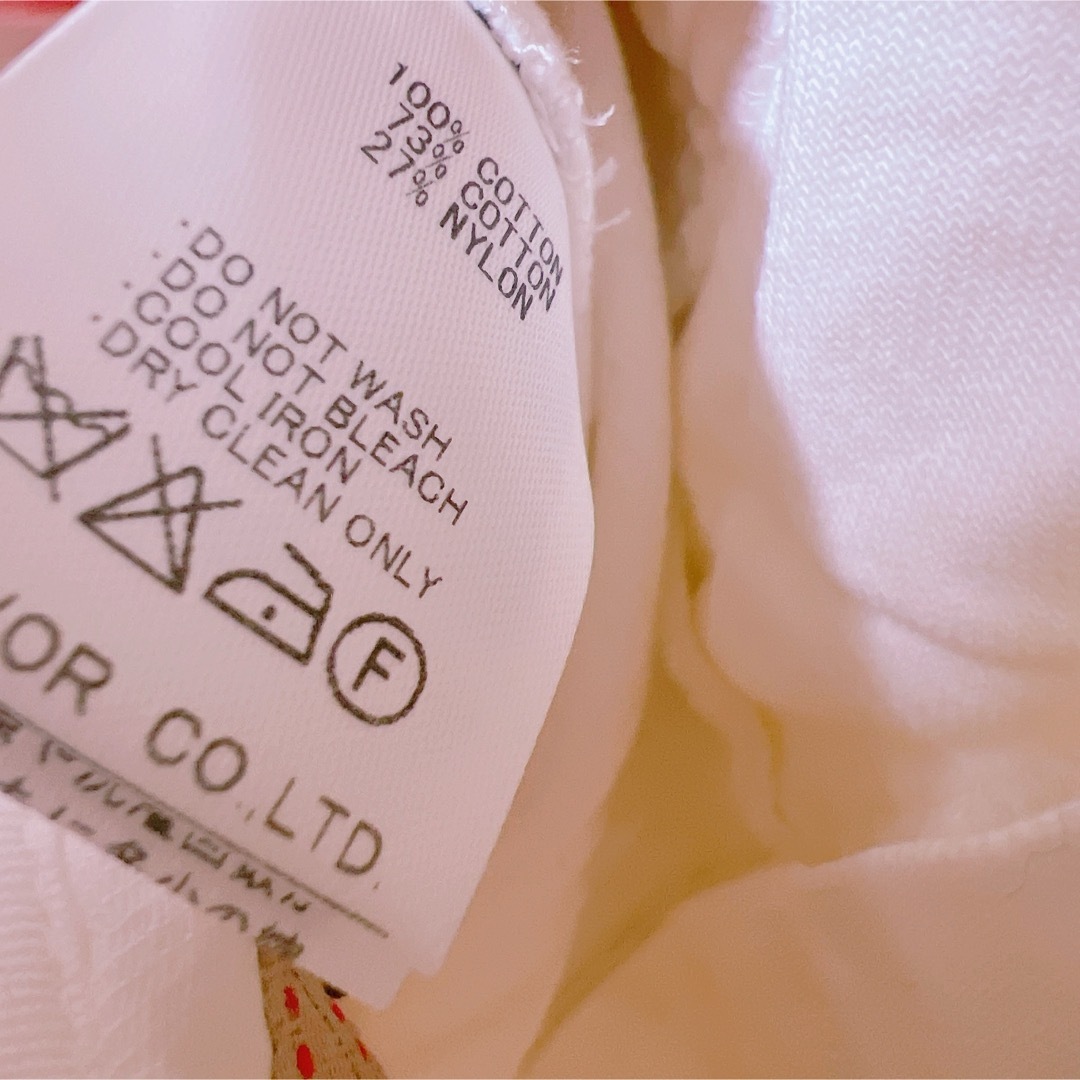 100% COTTON
73% COTTON
27% NYLON
·DO NOT WASH
·DO NOT BLEACH
·COOL IRON
·DRY CLEAN ONLY
F
CO.,LTD.